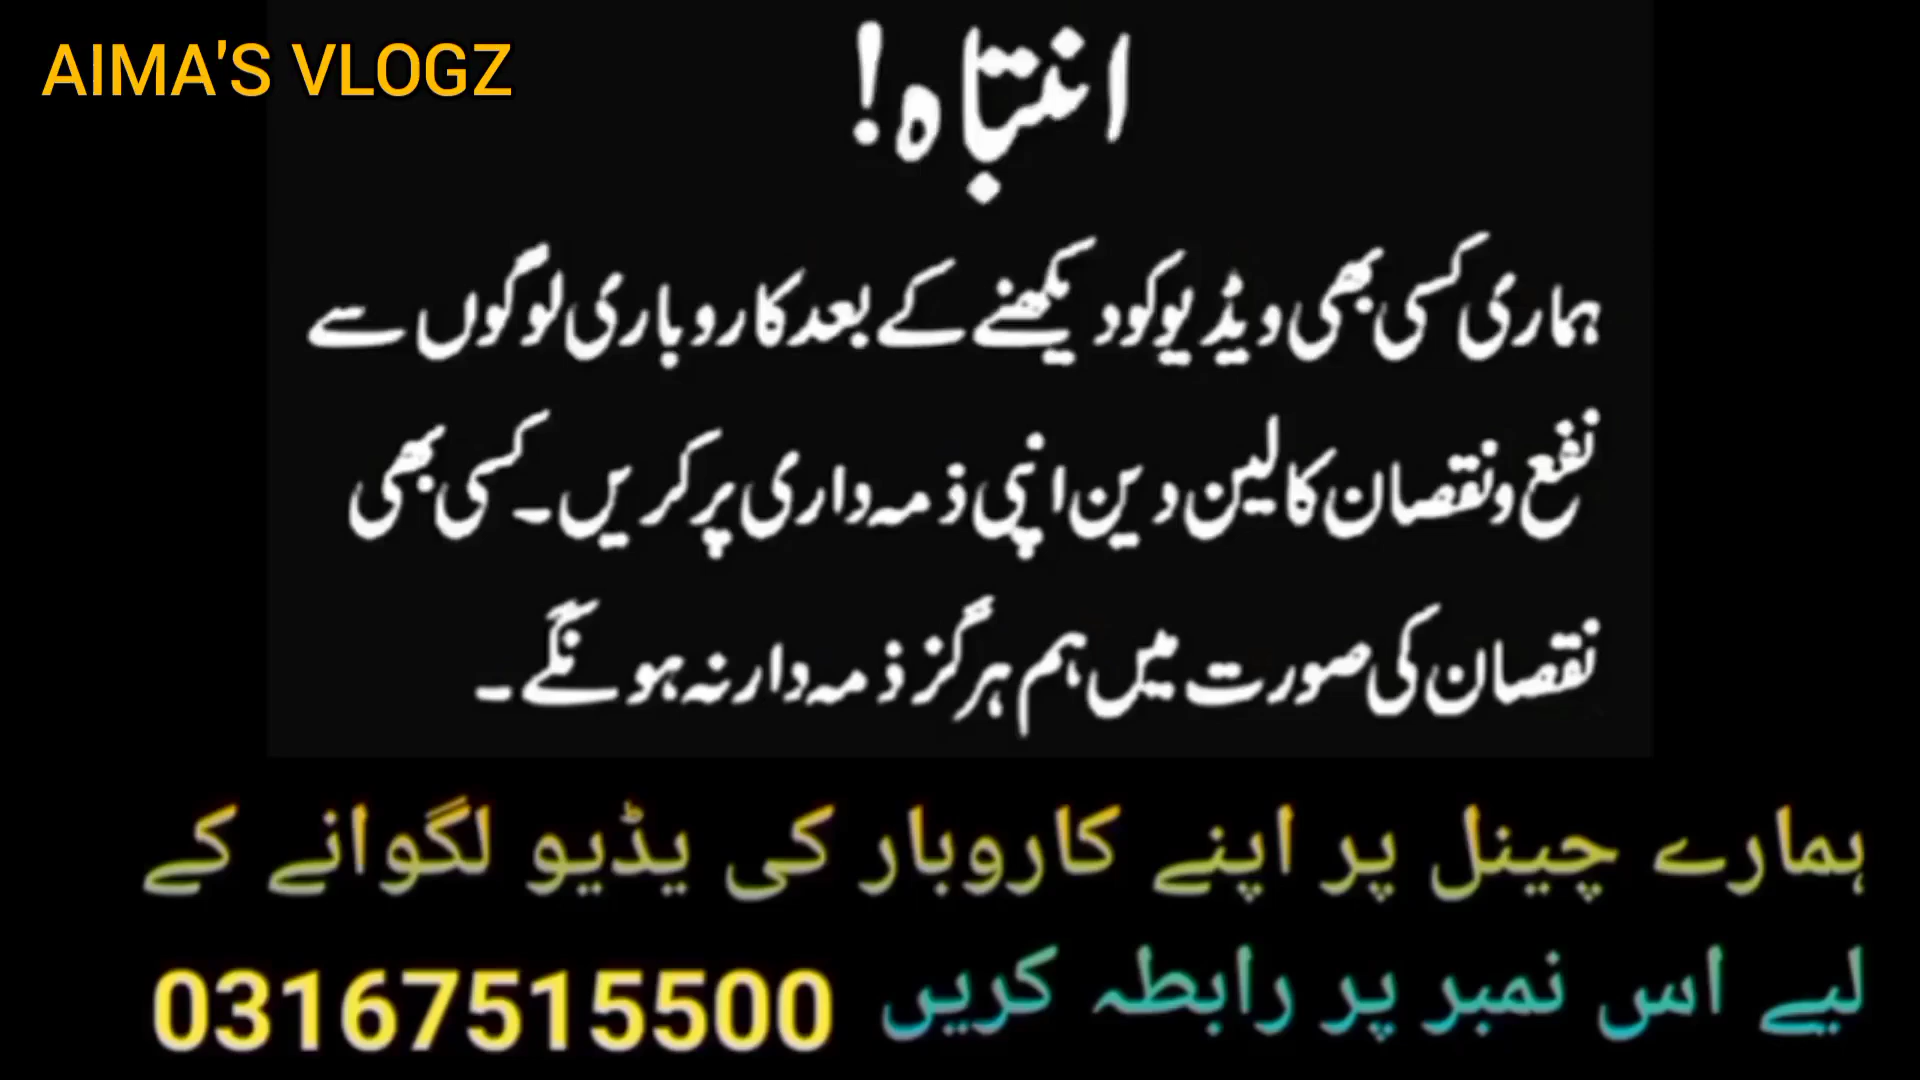 AIMA'S VLOGZ
انتباہ!
ہماری کسی بھی ویڈیو کو دیکھنے کے بعد کاروباری لوگوں سے
نفع و نقصان کا لین دین اپنی ذمہ داری پر کریں۔ کسی بھی
نقصان کی صورت میں ہم ہرگز ذمہ دار نہ ہونگے۔
ہمارے چینل پر اپنے کاروبار کی یڈیو لگوانے کے
لیے اس نمبر پر رابطہ کریں 03167515500